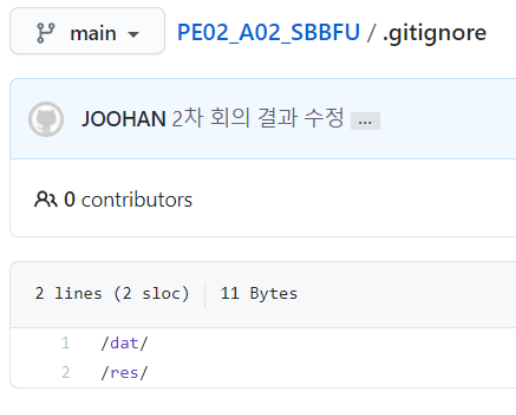 main
PE02_A02_SBBFU / .gitignore
JOOHAN 2차 회의 결과 수정 ...
0 contributors
2 lines (2 sloc) 11 Bytes
1 /dat/
2 /res/